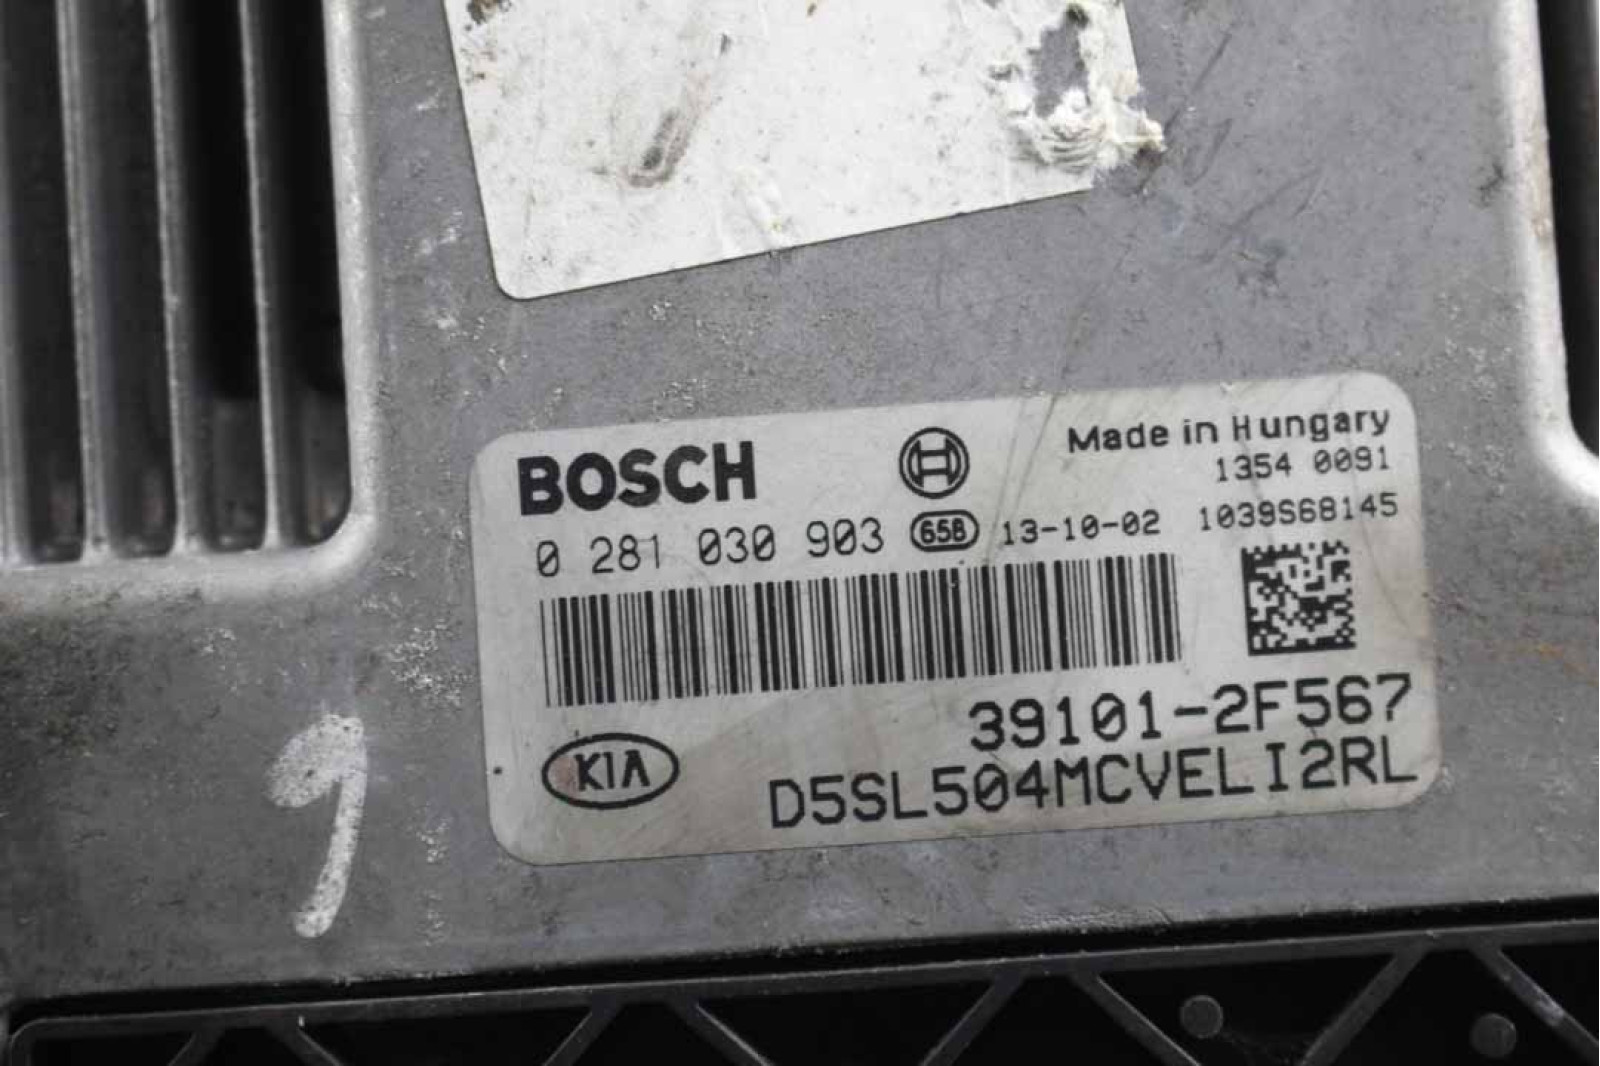 BOSCH
Made in Hungary
1354 0091
0 281 030 903 658 13-10-02 1039S68145
39101-2F567
KIA
D5SL504MCVELI2RL
9